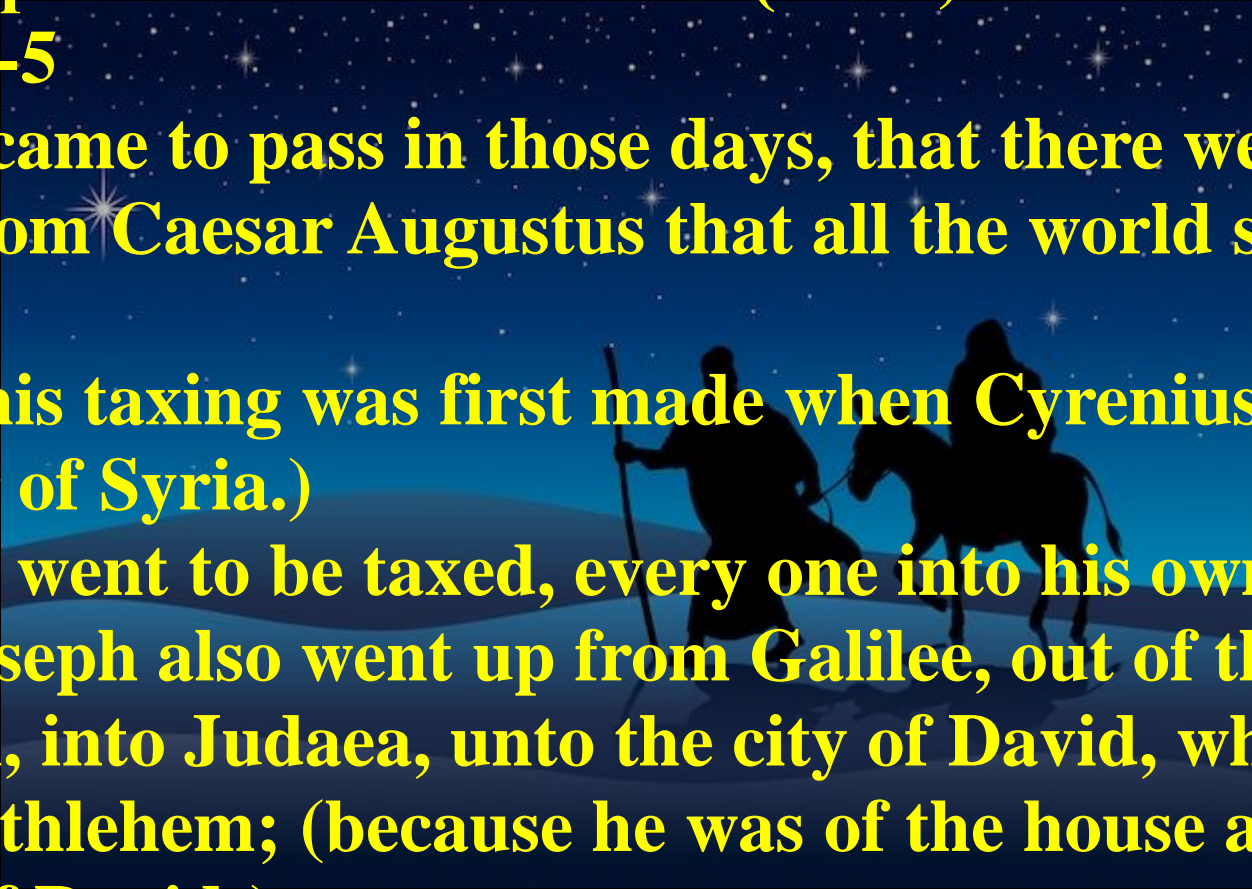 -5
came to pass in those days, that there we
om Caesar Augustus that all the world s
his taxing was first made when Cyrenius
of Syria.)
went to be taxed, every one into his own
seph also went up from Galilee, out of th
, into Judaea, unto the city of David, wh
thlehem; (because he was of the house a
of David:)